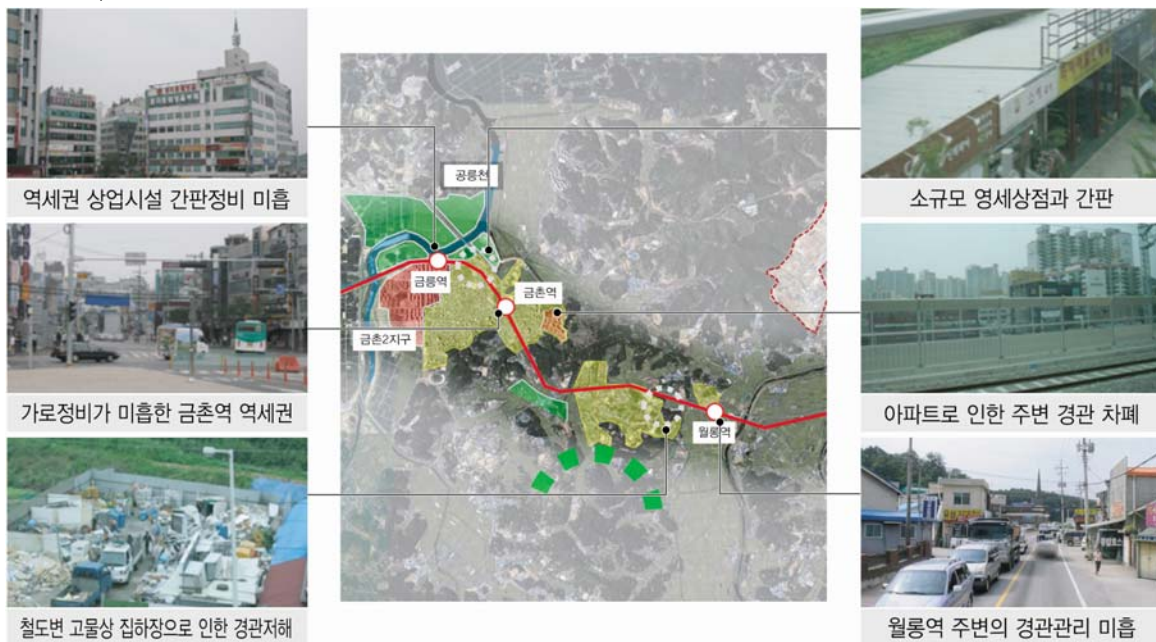 역세권 상업시설 간판정비 미흡
가로정비가 미흡한 금촌역 역세권
철도변 고물상 집하장으로 인한 경관저해
공릉천
금릉역
금촌역
금촌2지구
월롱역
소규모 영세상점과 간판
아파트로 인한 주변 경관 차폐
월롱역 주변의 경관관리 미흡